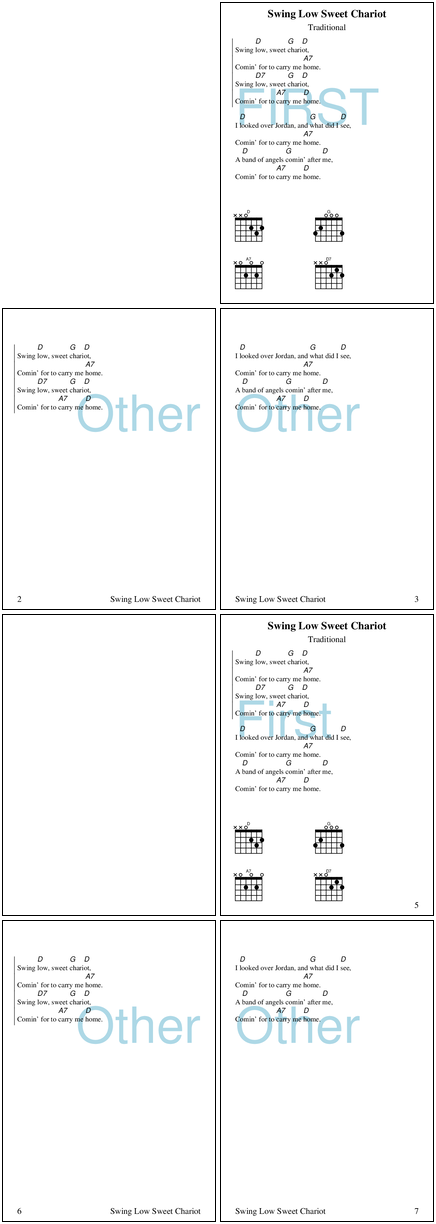 Swing Low Sweet Chariot
Traditional
D G D
Swing low, sweet chariot,
A7
Comin' for to carry me home.
D7 G D
Swing low, sweet chariot,
A7 D
Comin' for to carry me home.
FIRST
D G D
I looked over Jordan, and what did I see,
A7
Comin' for to carry me home.
D G D
A band of angels comin' after me,
A7 D
Comin' for to carry me home.
D G
A7 D7
D G D
Swing low, sweet chariot,
A7
Comin' for to carry me home.
D7 G D
Swing low, sweet chariot,
A7 D
Comin' for to carry me home.
Other
2 Swing Low Sweet Chariot
D G D
I looked over Jordan, and what did I see,
A7
Comin' for to carry me home.
D G D
A band of angels comin' after me,
A7 D
Comin' for to carry me home.
Other
Swing Low Sweet Chariot 3
Swing Low Sweet Chariot
Traditional
D G D
Swing low, sweet chariot,
A7
Comin' for to carry me home.
D7 G D
Swing low, sweet chariot,
A7 D
Comin' for to carry me home.
First
D G D
I looked over Jordan, and what did I see,
A7
Comin' for to carry me home.
D G D
A band of angels comin' after me,
A7 D
Comin' for to carry me home.
D G
A7 D7
5
D G D
Swing low, sweet chariot,
A7
Comin' for to carry me home.
D7 G D
Swing low, sweet chariot,
A7 D
Comin' for to carry me home.
Other
6 Swing Low Sweet Chariot
D G D
I looked over Jordan, and what did I see,
A7
Comin' for to carry me home.
D G D
A band of angels comin' after me,
A7 D
Comin' for to carry me home.
Other
Swing Low Sweet Chariot 7